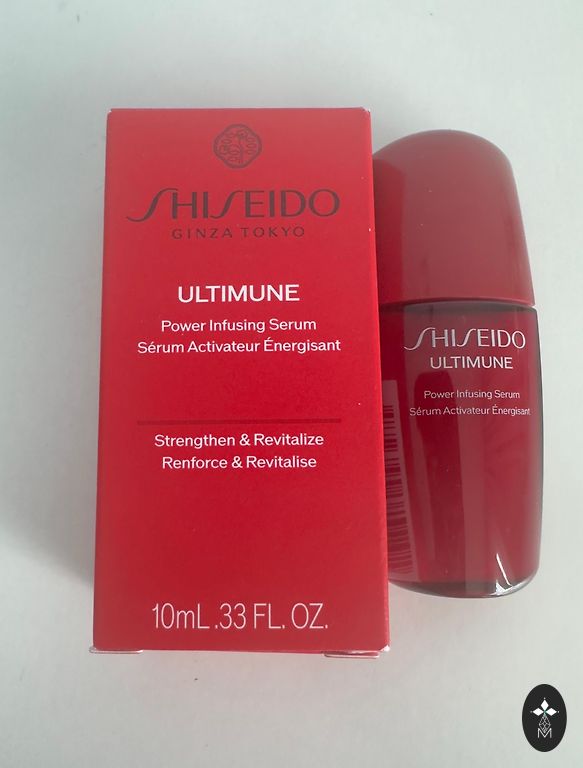 SHISEIDO
GINZA TOKYO
ULTIMUNE
Power Infusing Serum
Sérum Activateur Énergisant
Strengthen & Revitalize
Renforce & Revitalise
10mL .33 FL. OZ.
SHISEIDO
ULTIMUNE
Power Infusing Serum
Sérum Activateur Énergisant
M